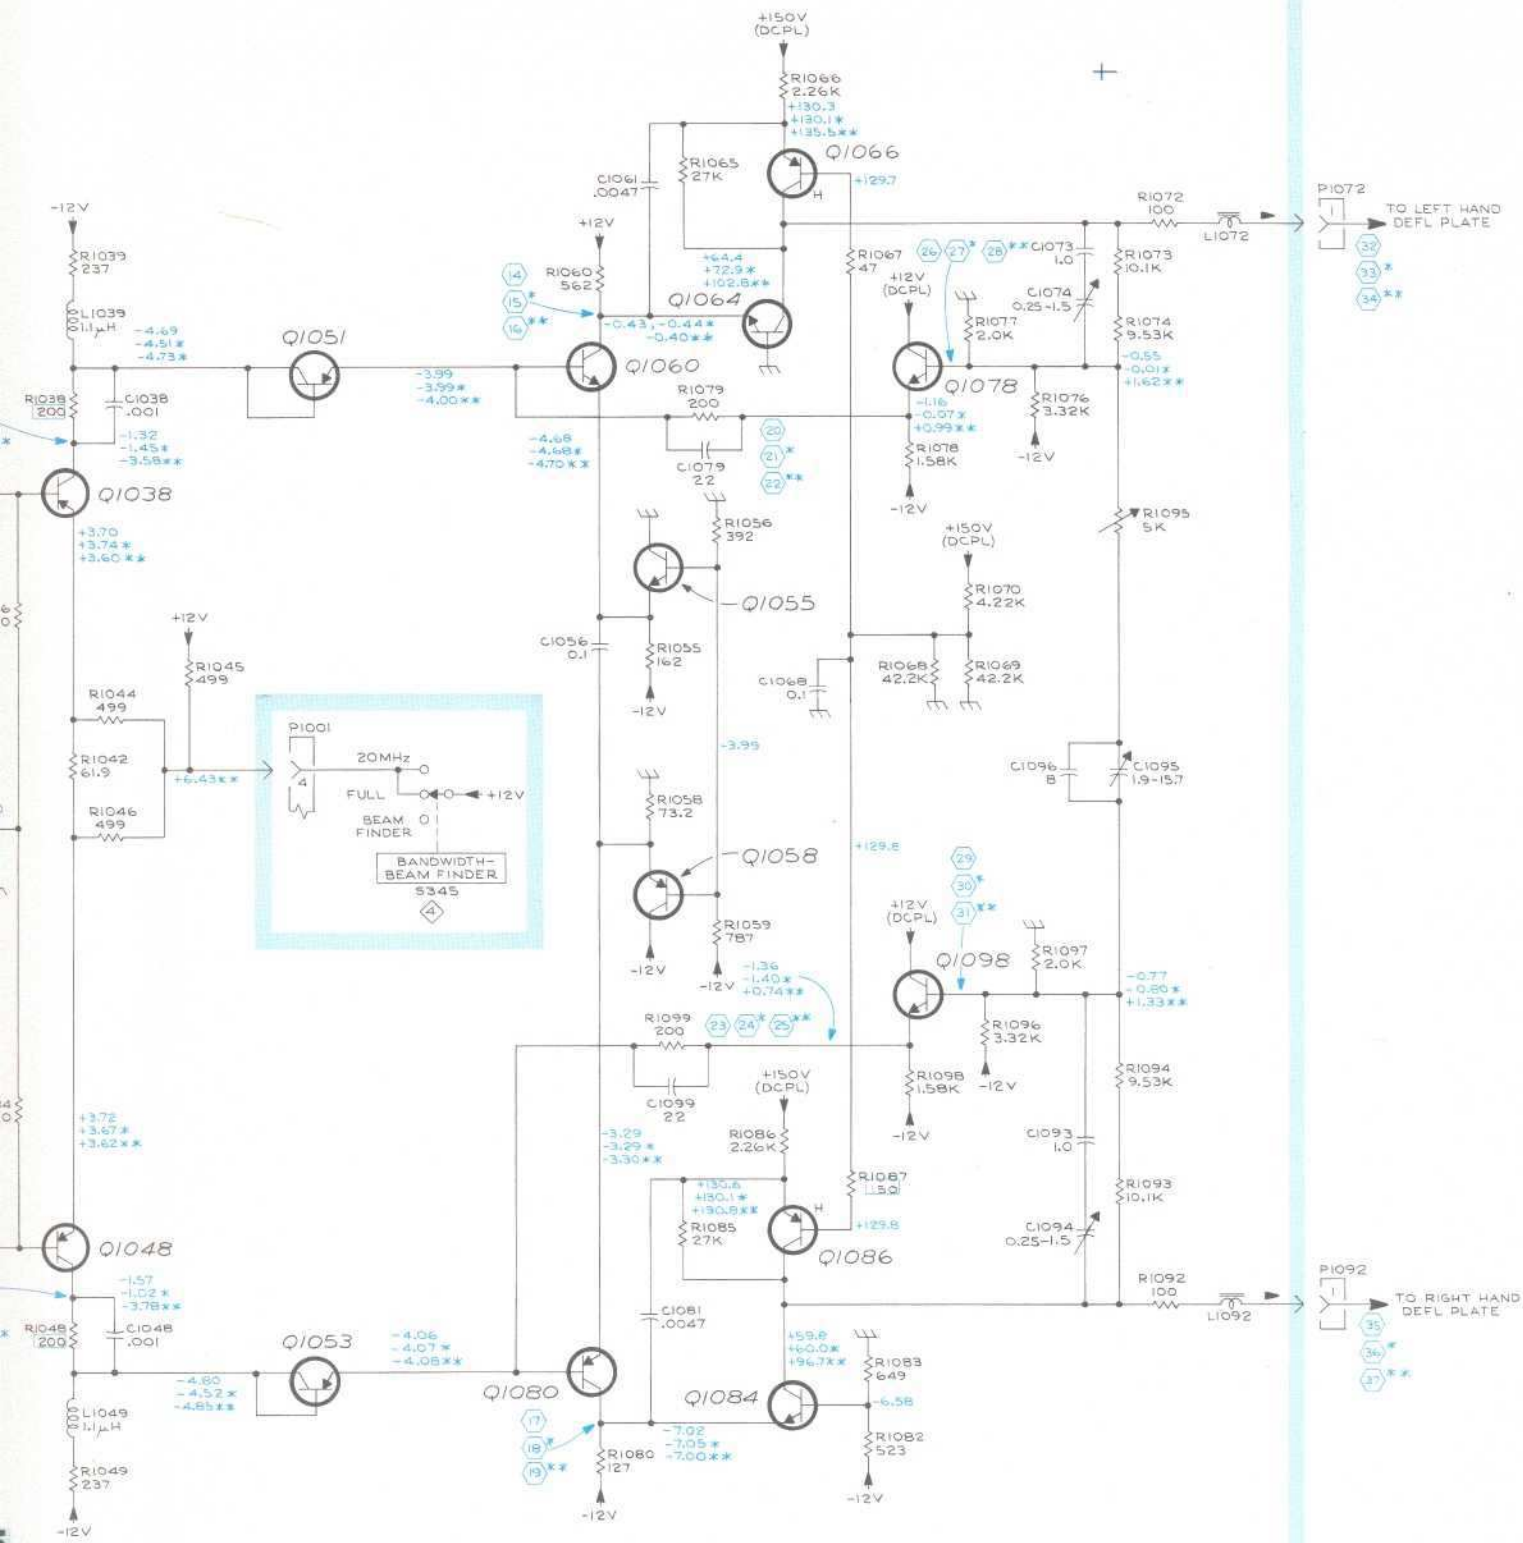 +150V
(DCPL)
R1066
2.26K
+130.3
+130.1*
+135.5**
Q1066
+129.7
H
R1065
27K
C1061
.0047
P1072
1
TO LEFT HAND
DEFL PLATE
32
33*
34**
R1072
100
L1072
-12V
R1039
237
+12V
R1060
562
14
15*
16**
+64.4
+72.9*
+102.8**
Q1064
-0.43, -0.44*
-0.40**
R1067
47
26 27* 28**
C1073
1.0
R1073
10.1K
+12V
(DCPL)
C1074
0.25-1.5
R1077
2.0K
R1074
9.53K
L1039
1.1µH
-4.69
-4.51*
-4.73*
Q1051
-3.99
-3.99*
-4.00**
Q1060
Q1078
-0.55
-0.01*
+1.62**
R1038
200
C1038
.001
R1079
200
-1.16
-0.07*
+0.99**
R1076
3.32K
-12V
*
-1.32
-1.45*
-3.58**
-4.68
-4.68*
-4.70**
C1079
22
20
21*
22**
R1078
1.58K
-12V
Q1038
+3.70
+3.74*
+3.60**
R1056
392
R1095
5K
+150V
(DCPL)
Q1055
R1070
4.22K
+12V
R1045
499
C1056
0.1
R1055
162
-12V
C1068
0.1
R1068
42.2K
R1069
42.2K
R1044
499
R1042
61.9
R1046
499
+6.43**
P1001
4
20MHz
FULL
+12V
BEAM
FINDER
BANDWIDTH-
BEAM FINDER
S345
4
-3.99
C1096
8
C1095
1.9-15.7
R1058
73.2
Q1058
+129.8
R1059
787
-12V
-12V
29
30*
31**
+12V
(DCPL)
Q1098
R1097
2.0K
-0.77
-0.80*
+1.33**
-1.36
-1.40*
+0.74**
R1099
200
23 24* 25**
C1099
22
R1096
3.32K
-12V
R1098
1.58K
-12V
R1094
9.53K
+150V
(DCPL)
+3.72
+3.67*
+3.62**
-3.29
-3.29*
-3.30**
R1086
2.26K
C1093
1.0
R1087
150
R1093
10.1K
+130.6
+130.1*
+130.8**
H
+129.8
R1085
27K
Q1086
C1094
0.25-1.5
Q1048
-1.57
-1.02*
-3.78**
R1092
100
L1092
P1092
1
TO RIGHT HAND
DEFL PLATE
35
36*
37**
R1048
200
C1048
.001
*
Q1053
-4.06
-4.07*
-4.08**
C1081
.0047
+59.8
+60.0*
+96.7**
R1083
649
-4.80
-4.52*
-4.85**
Q1080
Q1084
-6.58
L1049
1.1µH
17
18*
19**
-7.02
-7.05*
-7.00**
R1080
127
R1082
523
R1049
237
-12V
-12V
-12V